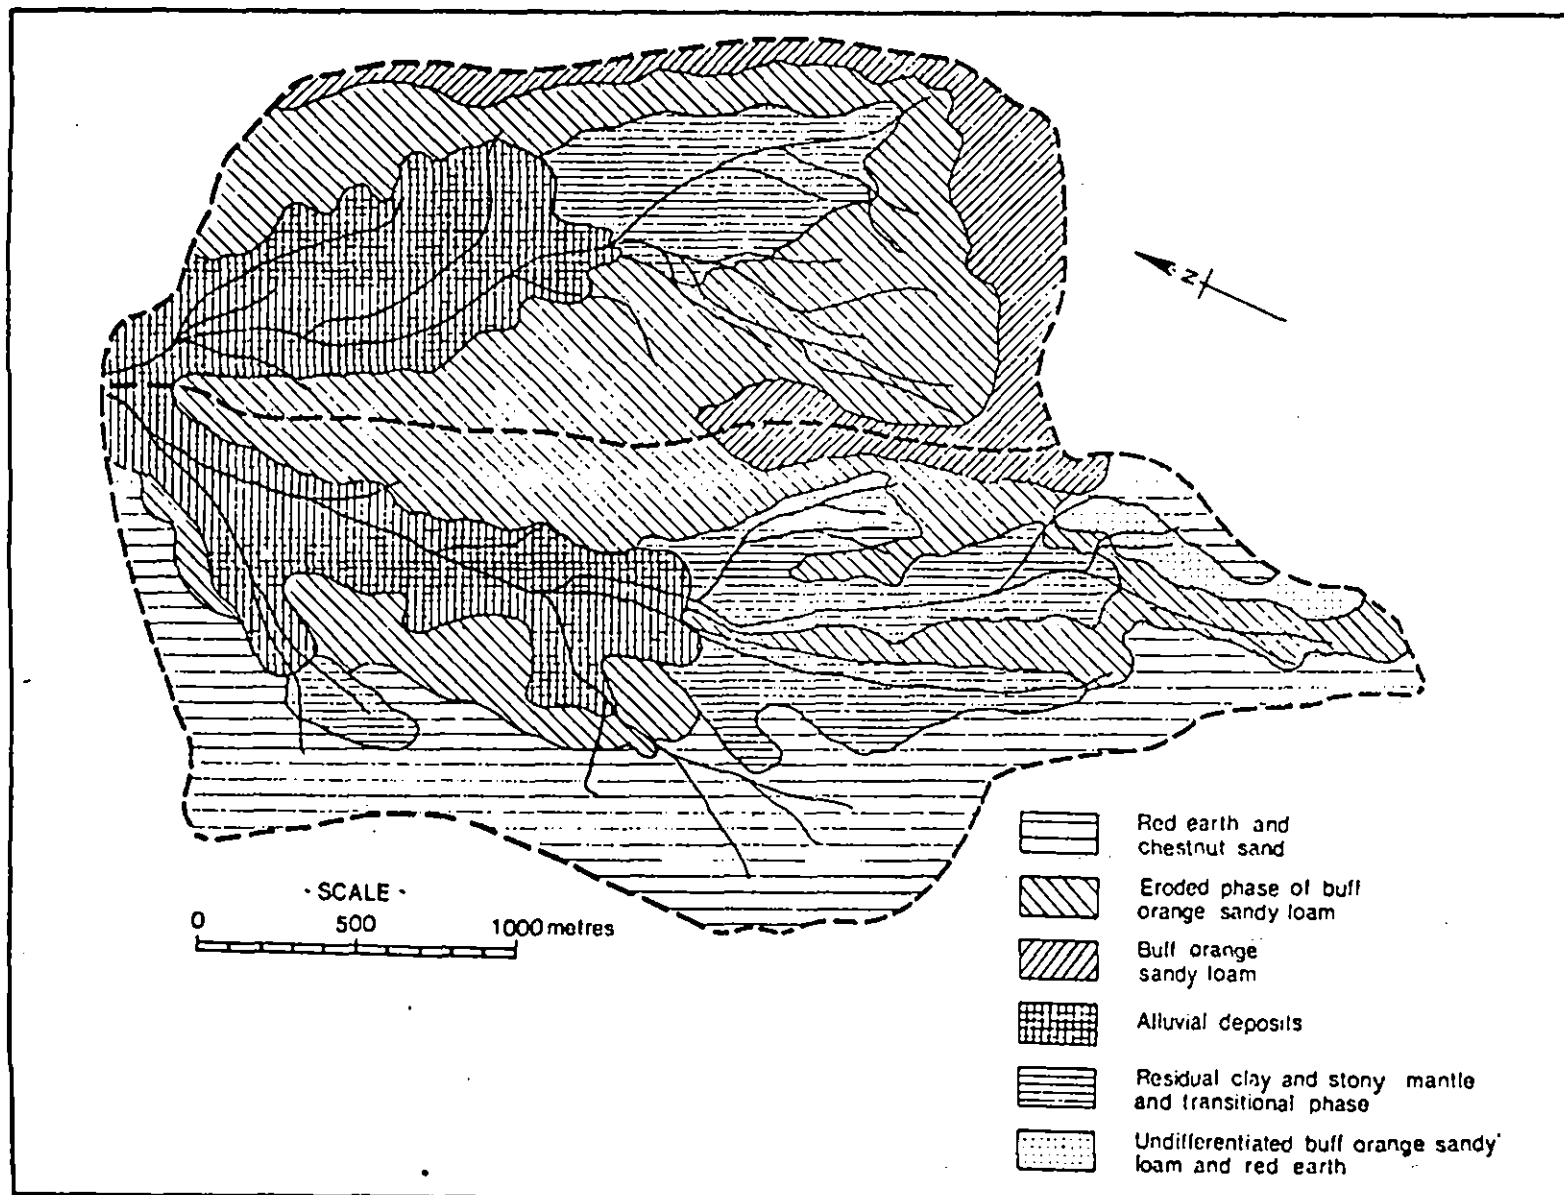 N
- SCALE -
0 500 1000 metres
Red earth and
chestnut sand
Eroded phase of buff
orange sandy loam
Buff orange
sandy loam
Alluvial deposits
Residual clay and stony mantle
and transitional phase
Undifferentiated buff orange sandy
loam and red earth